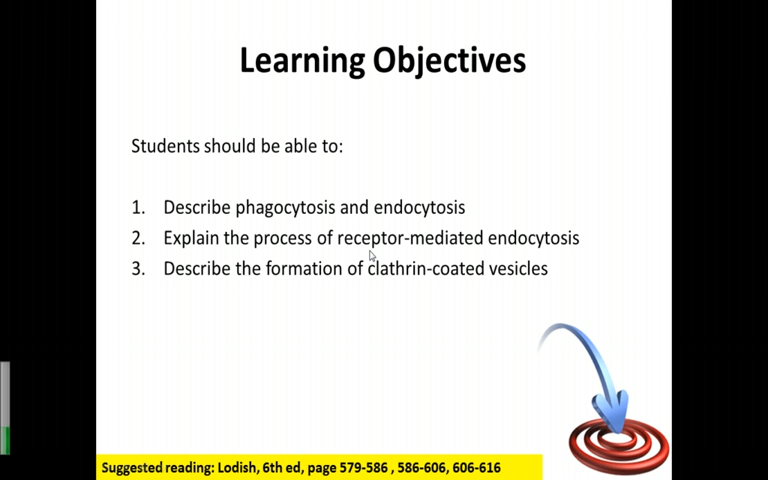 Learning Objectives
Students should be able to:
1. Describe phagocytosis and endocytosis
2. Explain the process of receptor-mediated endocytosis
3. Describe the formation of clathrin-coated vesicles
Suggested reading: Lodish, 6th ed, page 579-586 , 586-606, 606-616